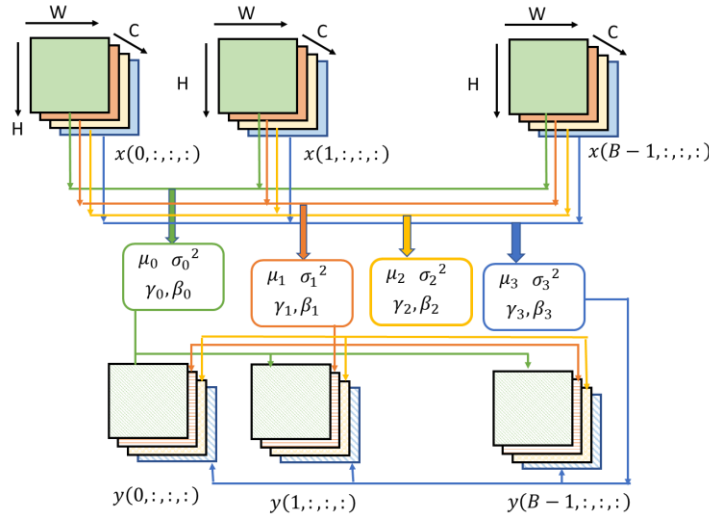 W
C
W
C
W
C
H
H
H
x(0,:,:,:)
x(1,:,:,:)
x(B − 1,:,:,:)
μ₀ σ₀²
γ₀,β₀
μ₁ σ₁²
γ₁,β₁
μ₂ σ₂²
γ₂,β₂
μ₃ σ₃²
γ₃,β₃
y(0,:,:,:)
y(1,:,:,:)
y(B − 1,:,:,:)